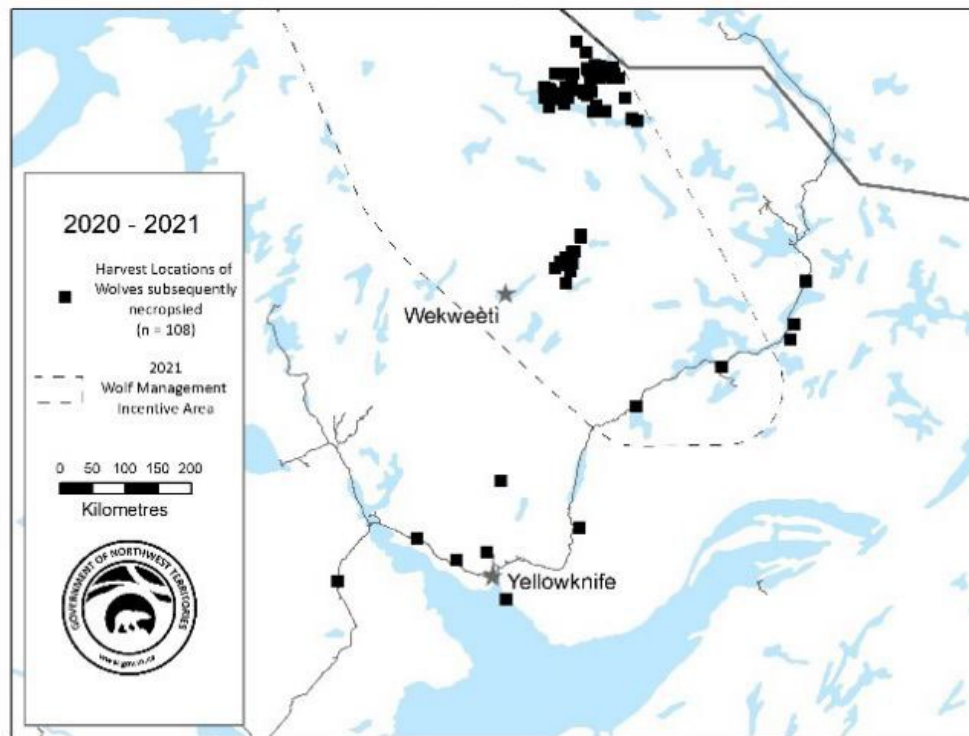 2020 - 2021
Harvest Locations of
Wolves subsequently
necropsied
(n = 108)
2021
Wolf Management
Incentive Area
0 50 100 150 200
Kilometres
GOVERNMENT OF NORTHWEST TERRITORIES
Wekweètì
Yellowknife